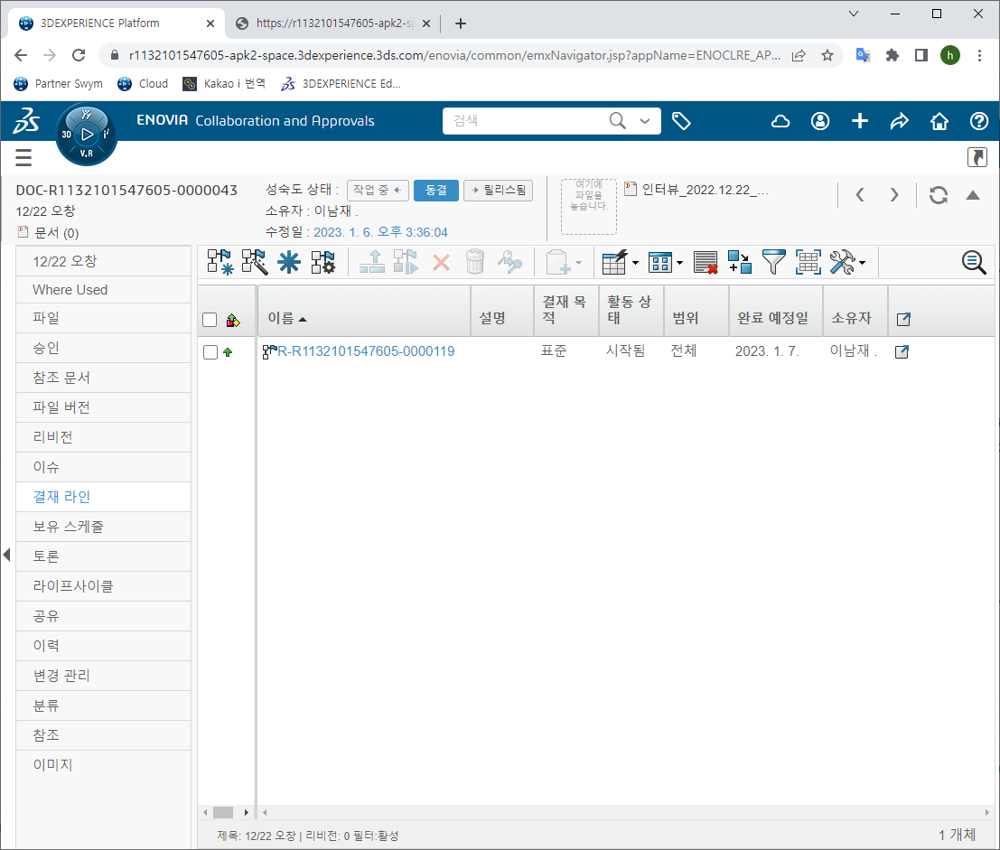 3DEXPERIENCE Platform
https://r1132101547605-apk2-sp
r1132101547605-apk2-space.3dexperience.3ds.com/enovia/common/emxNavigator.jsp?appName=ENOCLRE_AP...
h
Partner Swym
Cloud
Kakao i 번역
3DEXPERIENCE Ed...
3D
V.R
ENOVIA Collaboration and Approvals
검색
DOC-R1132101547605-0000043
12/22 오창
문서 (0)
성숙도 상태 : 작업 중 동결 릴리스됨
소유자 : 이남재 .
수정일 : 2023. 1. 6. 오후 3:36:04
여기에
파일을
놓습니다.
인터뷰_2022.12.22_...
12/22 오창
Where Used
파일
승인
참조 문서
파일 버전
리비전
이슈
결재 라인
보유 스케줄
토론
라이프사이클
공유
이력
변경 관리
분류
참조
이미지
이름 설명 결재 목적 활동 상태 범위 완료 예정일 소유자
R-R1132101547605-0000119 표준 시작됨 전체 2023. 1. 7. 이남재 .
제목: 12/22 오창 | 리비전: 0 필터:활성
1 개체